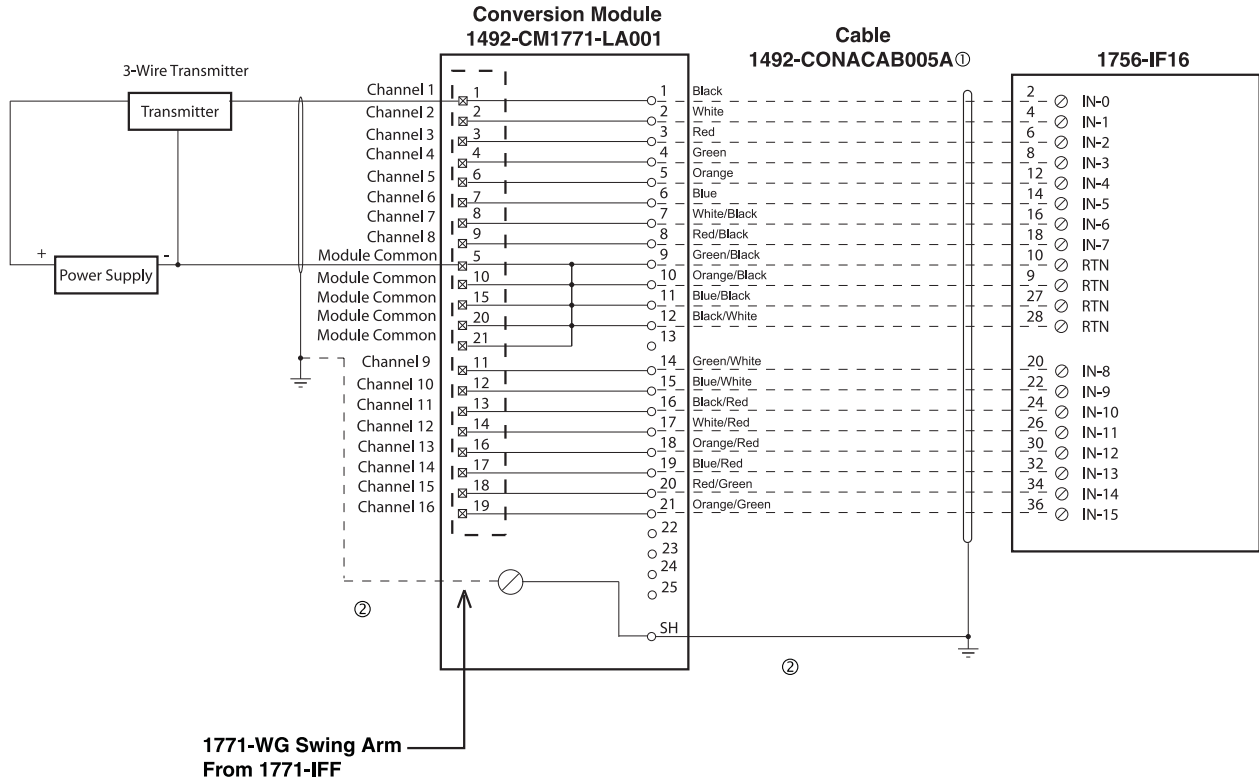 Conversion Module
1492-CM1771-LA001
Cable
1492-CONACAB005A①
1756-IF16
3-Wire Transmitter
Transmitter
+
-
Power Supply
Channel 1 1 1 Black 2 IN-0
Channel 2 2 2 White 4 IN-1
Channel 3 3 3 Red 6 IN-2
Channel 4 4 4 Green 8 IN-3
Channel 5 6 5 Orange 12 IN-4
Channel 6 7 6 Blue 14 IN-5
Channel 7 8 7 White/Black 16 IN-6
Channel 8 9 8 Red/Black 18 IN-7
Module Common 5 9 Green/Black 10 RTN
Module Common 10 10 Orange/Black 9 RTN
Module Common 15 11 Blue/Black 27 RTN
Module Common 20 12 Black/White 28 RTN
Module Common 21 13
Channel 9 11 14 Green/White 20 IN-8
Channel 10 12 15 Blue/White 22 IN-9
Channel 11 13 16 Black/Red 24 IN-10
Channel 12 14 17 White/Red 26 IN-11
Channel 13 16 18 Orange/Red 30 IN-12
Channel 14 17 19 Blue/Red 32 IN-13
Channel 15 18 20 Red/Green 34 IN-14
Channel 16 19 21 Orange/Green 36 IN-15
22
23
24
25
SH
②
②
1771-WG Swing Arm
From 1771-IFF